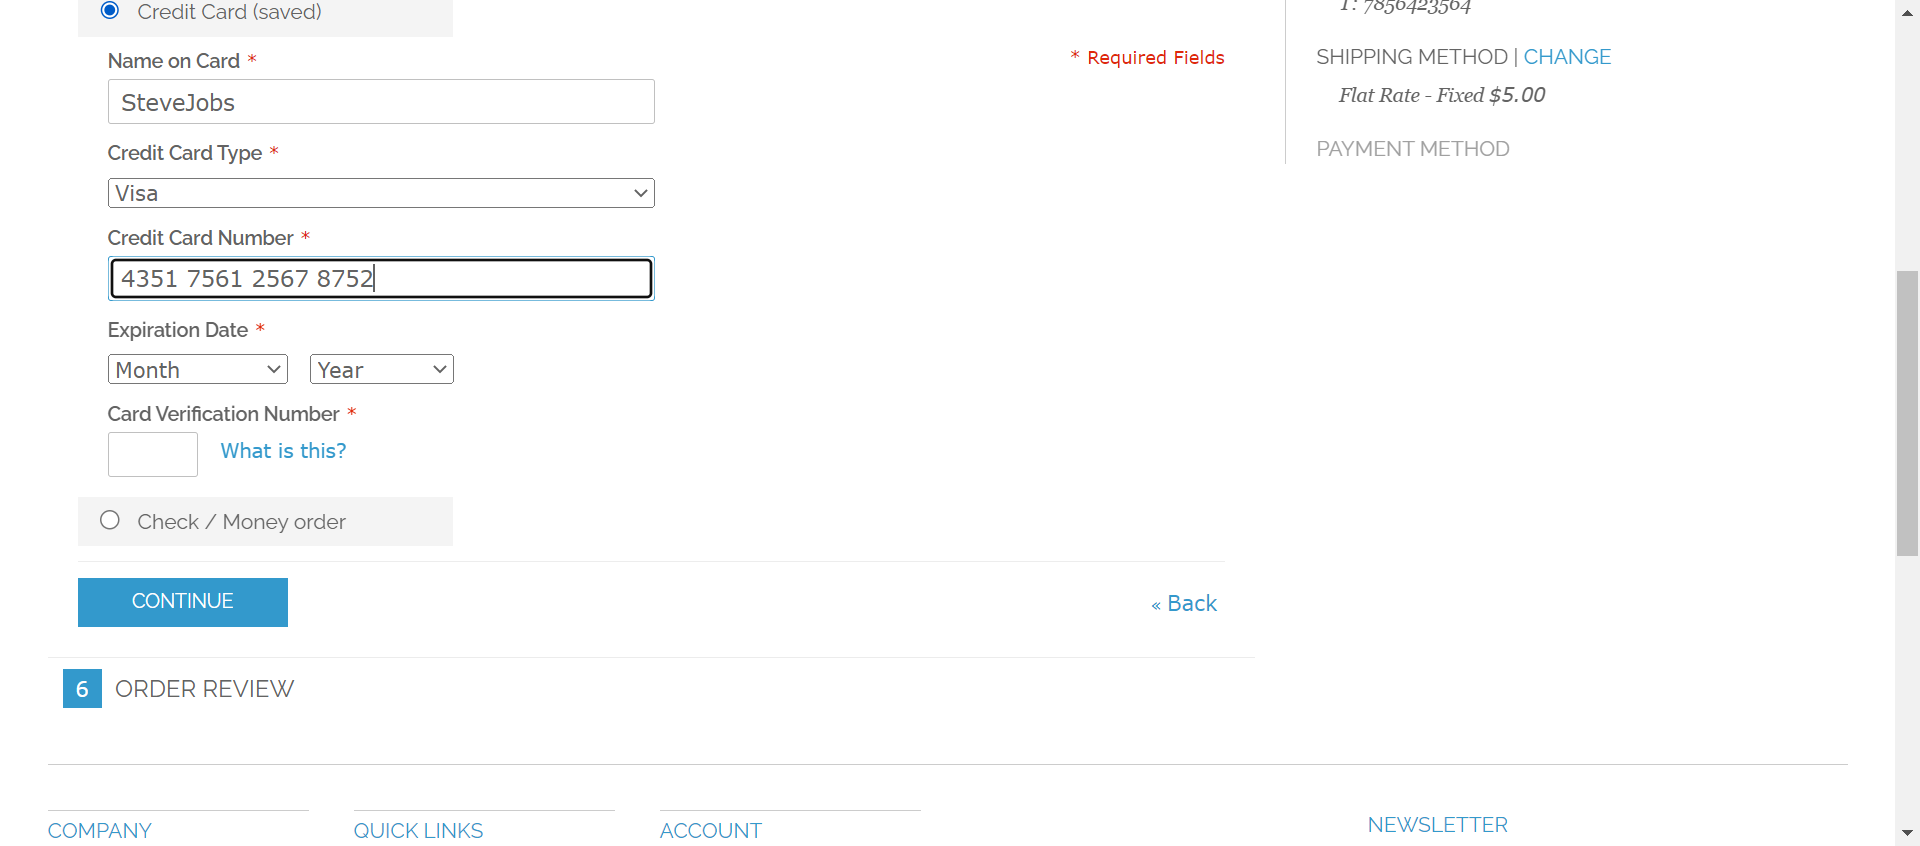 Credit Card (saved)
Name on Card *
* Required Fields
SteveJobs
Credit Card Type *
Visa
Credit Card Number *
4351 7561 2567 8752
Expiration Date *
Month Year
Card Verification Number *
What is this?
Check / Money order
CONTINUE
« Back
6 ORDER REVIEW
T: 7856423564
SHIPPING METHOD | CHANGE
Flat Rate - Fixed $5.00
PAYMENT METHOD
COMPANY
QUICK LINKS
ACCOUNT
NEWSLETTER